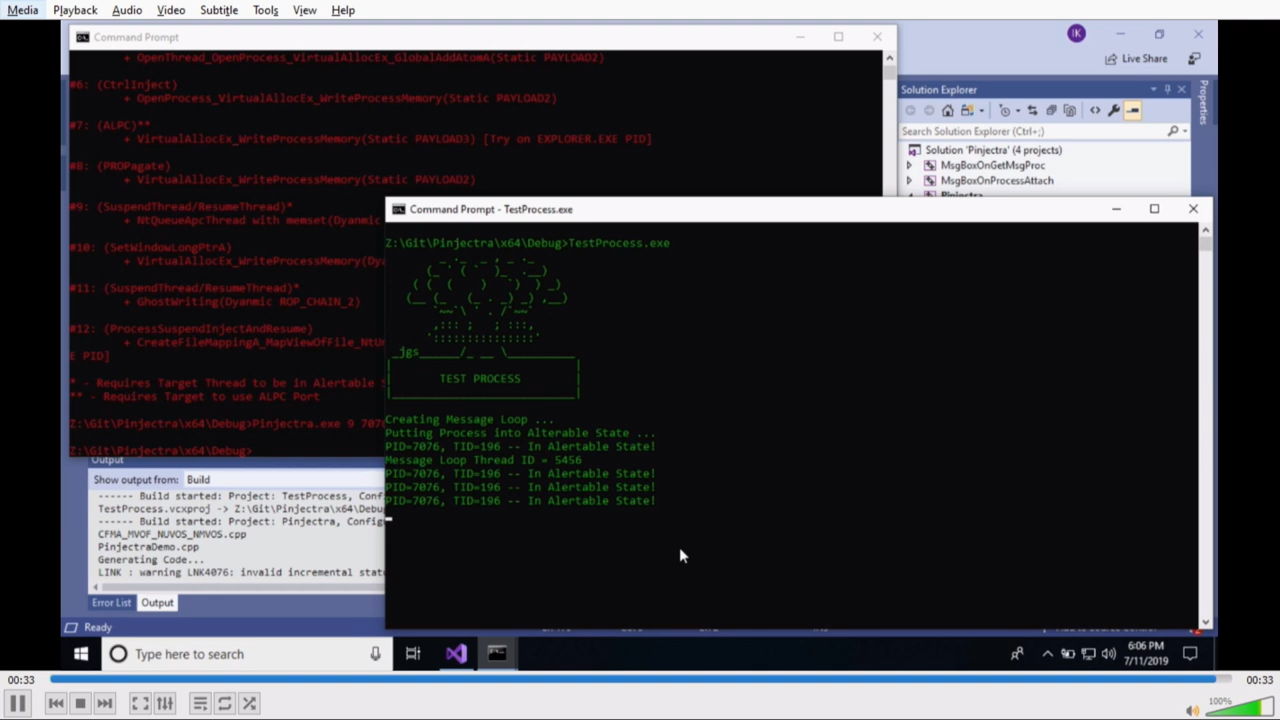 Media Playback Audio Video Subtitle Tools View Help
Command Prompt
+ OpenThread_OpenProcess_VirtualAllocEx_GlobalAddAtomA(Static PAYLOAD2)
#6: (CtrlInject)
+ OpenProcess_VirtualAllocEx_WriteProcessMemory(Static PAYLOAD2)
#7: (ALPC)**
+ VirtualAllocEx_WriteProcessMemory(Static PAYLOAD3) [Try on EXPLORER.EXE PID]
#8: (PROPagate)
+ VirtualAllocEx_WriteProcessMemory(Static PAYLOAD2)
#9: (SuspendThread/ResumeThread)*
+ NtQueueApcThread with memset(Dyanmic
#10: (SetWindowLongPtrA)
+ VirtualAllocEx_WriteProcessMemory(Dy
#11: (SuspendThread/ResumeThread)*
+ GhostWriting(Dyanmic ROP_CHAIN_2)
#12: (ProcessSuspendInjectAndResume)
+ CreateFileMappingA_MapViewOfFile_NtU
E PID]
* - Requires Target Thread to be in Alertable S
** - Requires Target to use ALPC Port
Z:\Git\Pinjectra\x64\Debug>Pinjectra.exe 9 7076
Z:\Git\Pinjectra\x64\Debug>
IK
Live Share
Solution Explorer
Search Solution Explorer (Ctrl+;)
Solution 'Pinjectra' (4 projects)
MsgBoxOnGetMsgProc
MsgBoxOnProcessAttach
Pinjectra
Properties
Command Prompt - TestProcess.exe
Z:\Git\Pinjectra\x64\Debug>TestProcess.exe
jgs
TEST PROCESS
Creating Message Loop ...
Putting Process into Alterable State ...
PID=7076, TID=196 -- In Alertable State!
Message Loop Thread ID = 5456
PID=7076, TID=196 -- In Alertable State!
PID=7076, TID=196 -- In Alertable State!
PID=7076, TID=196 -- In Alertable State!
Output
Show output from: Build
------ Build started: Project: TestProcess, Conf
TestProcess.vcxproj -> Z:\Git\Pinjectra\x64\Debu
------ Build started: Project: Pinjectra, Configu
CFMA_MVOF_NUVOS_NMVOS.cpp
PinjectraDemo.cpp
Generating Code...
LINK : warning LNK4076: invalid incremental stat
Error List Output
Ready
Type here to search
6:06 PM
7/11/2019
00:33
00:33
100%